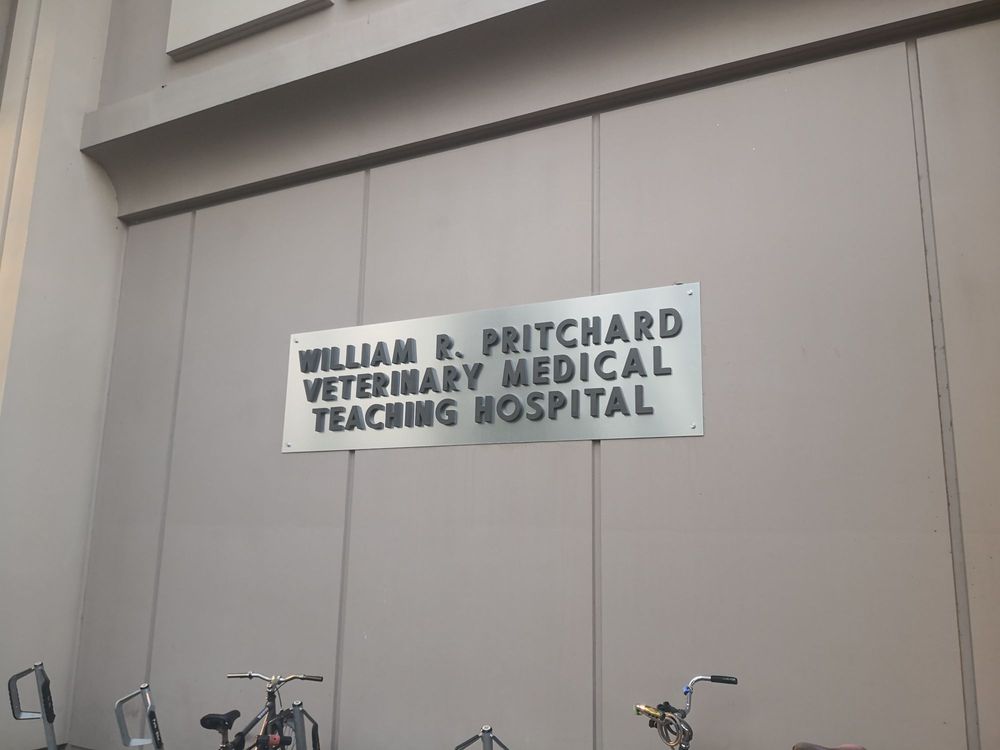 WILLIAM R. PRITCHARD
VETERINARY MEDICAL
TEACHING HOSPITAL